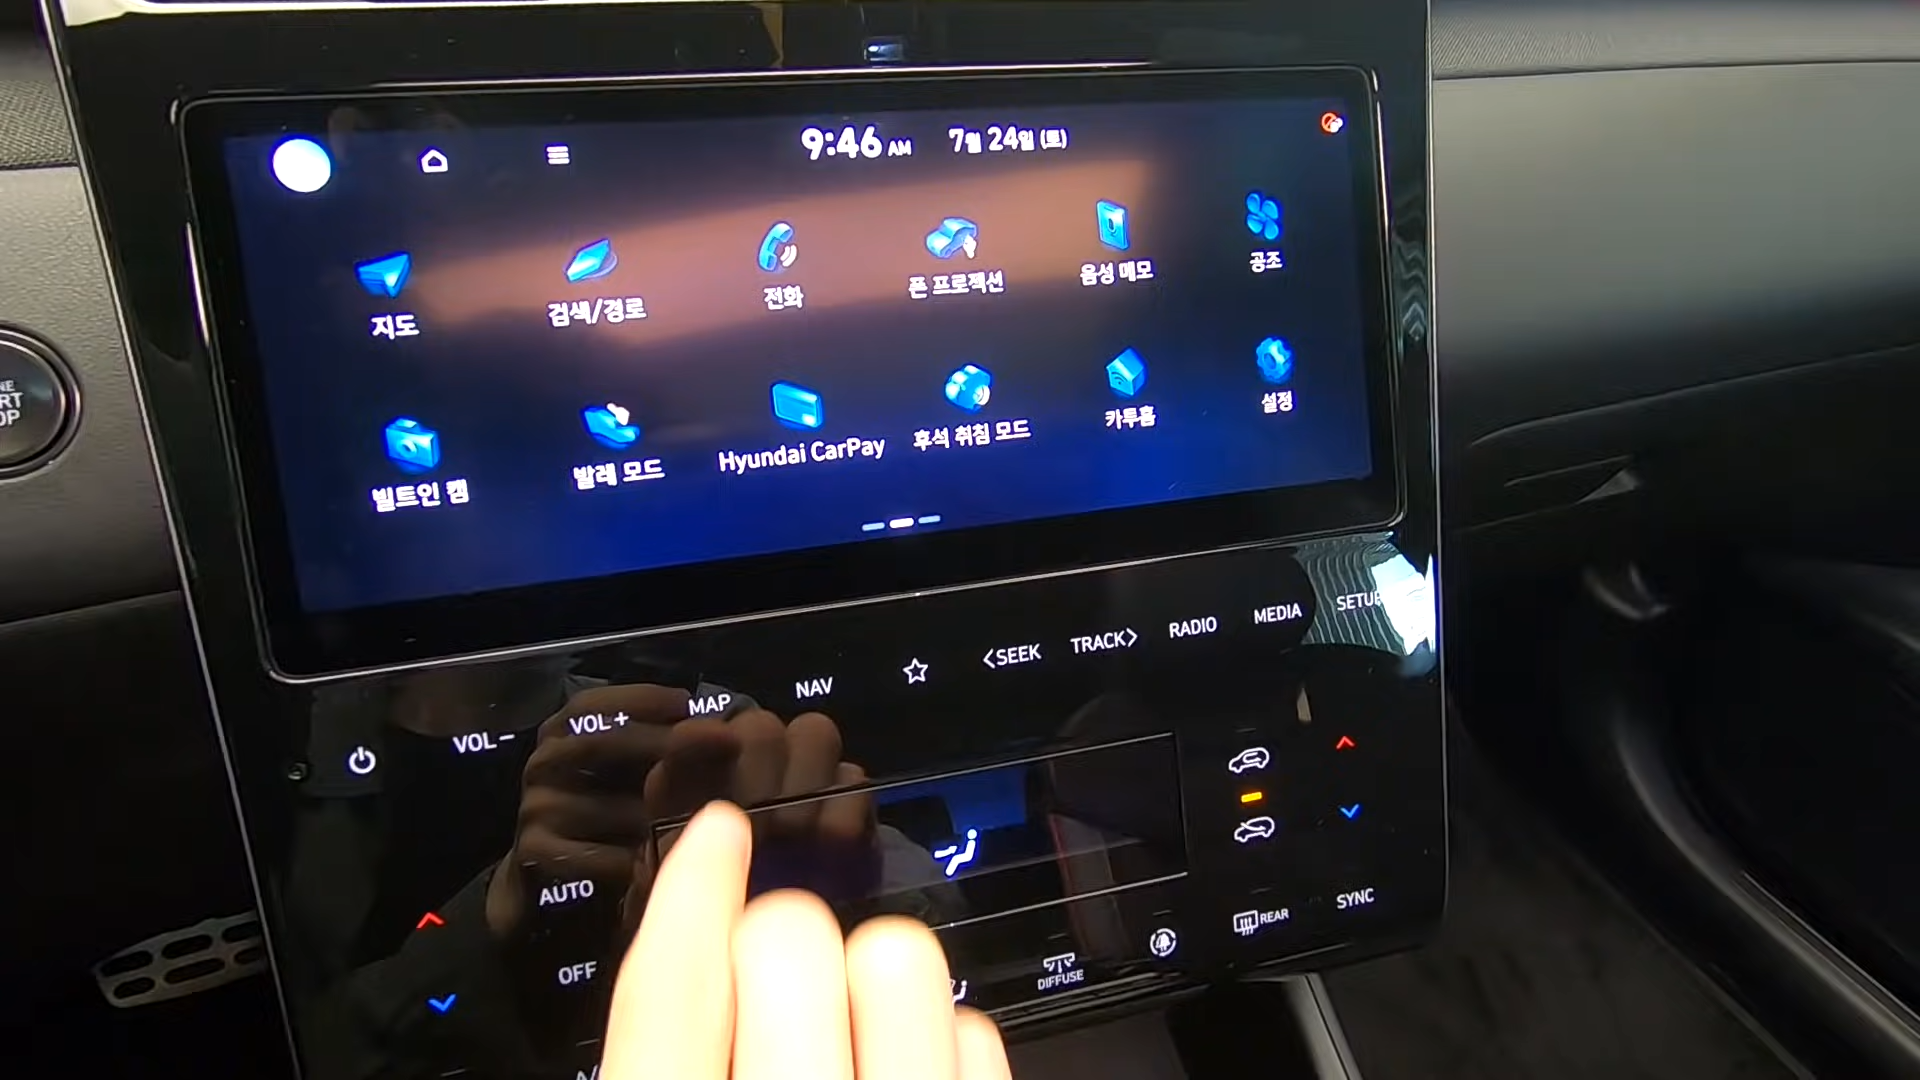 9:46 AM 7월 24일 (토)
지도
검색/경로
전화
폰 프로젝션
음성 메모
공조
빌트인 캠
발레 모드
Hyundai CarPay
후석 취침 모드
카투홈
설정
VOL−
VOL+
MAP
NAV
<SEEK
TRACK>
RADIO
MEDIA
SETUP
AUTO
OFF
DIFFUSE
REAR
SYNC